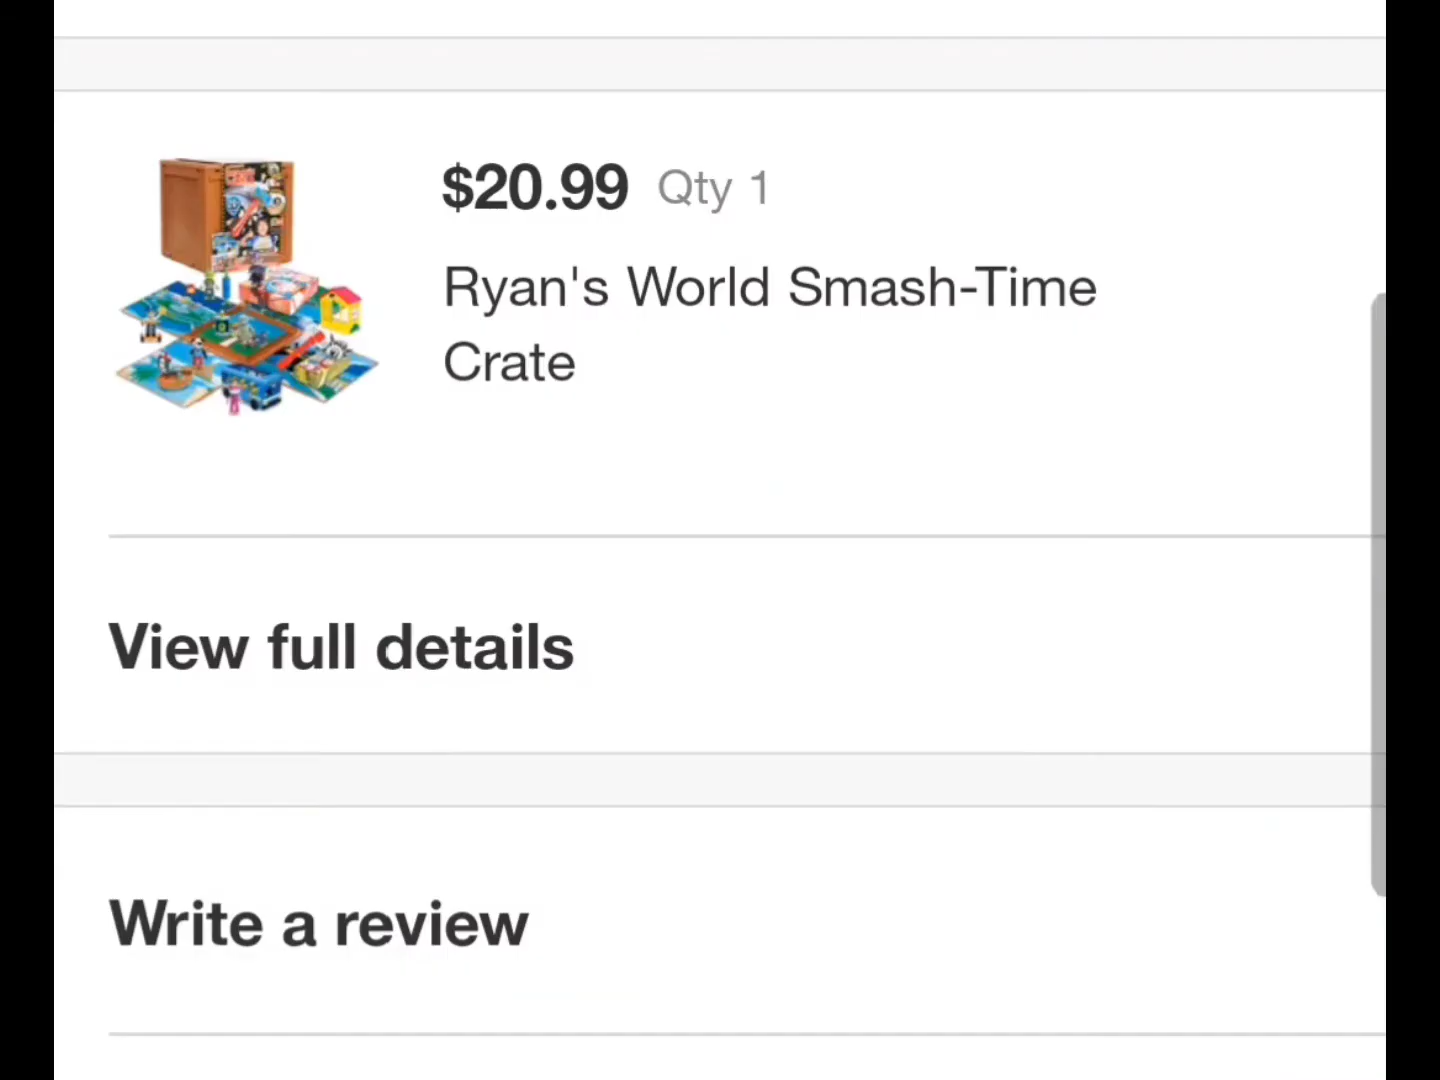 $20.99 Qty 1
Ryan's World Smash-Time
Crate
View full details
Write a review